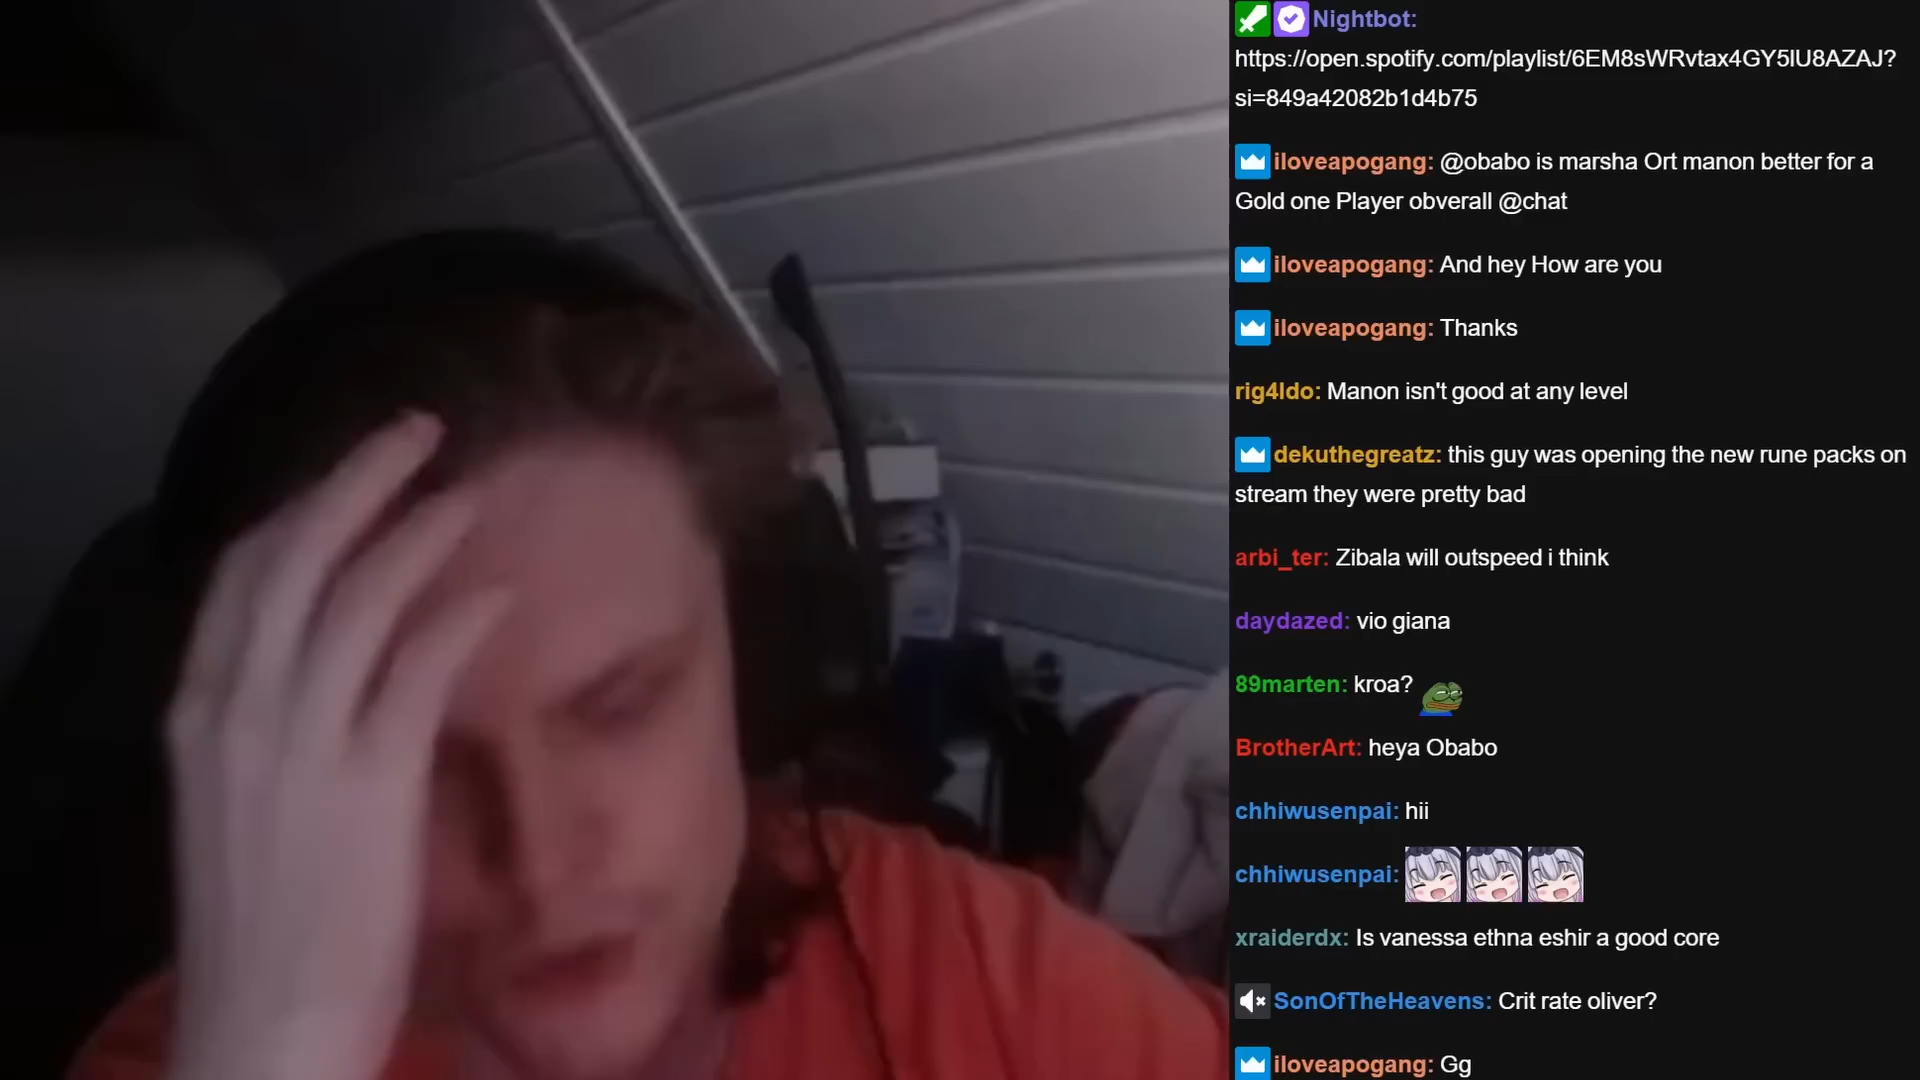 Nightbot:
https://open.spotify.com/playlist/6EM8sWRvtax4GY5lU8AZAJ?
si=849a42082b1d4b75
iloveapogang: @obabo is marsha Ort manon better for a
Gold one Player obverall @chat
iloveapogang: And hey How are you
iloveapogang: Thanks
rig4ldo: Manon isn't good at any level
dekuthegreatz: this guy was opening the new rune packs on
stream they were pretty bad
arbi_ter: Zibala will outspeed i think
daydazed: vio giana
89marten: kroa?
BrotherArt: heya Obabo
chhiwusenpai: hii
chhiwusenpai:
xraiderdx: Is vanessa ethna eshir a good core
SonOfTheHeavens: Crit rate oliver?
iloveapogang: Gg